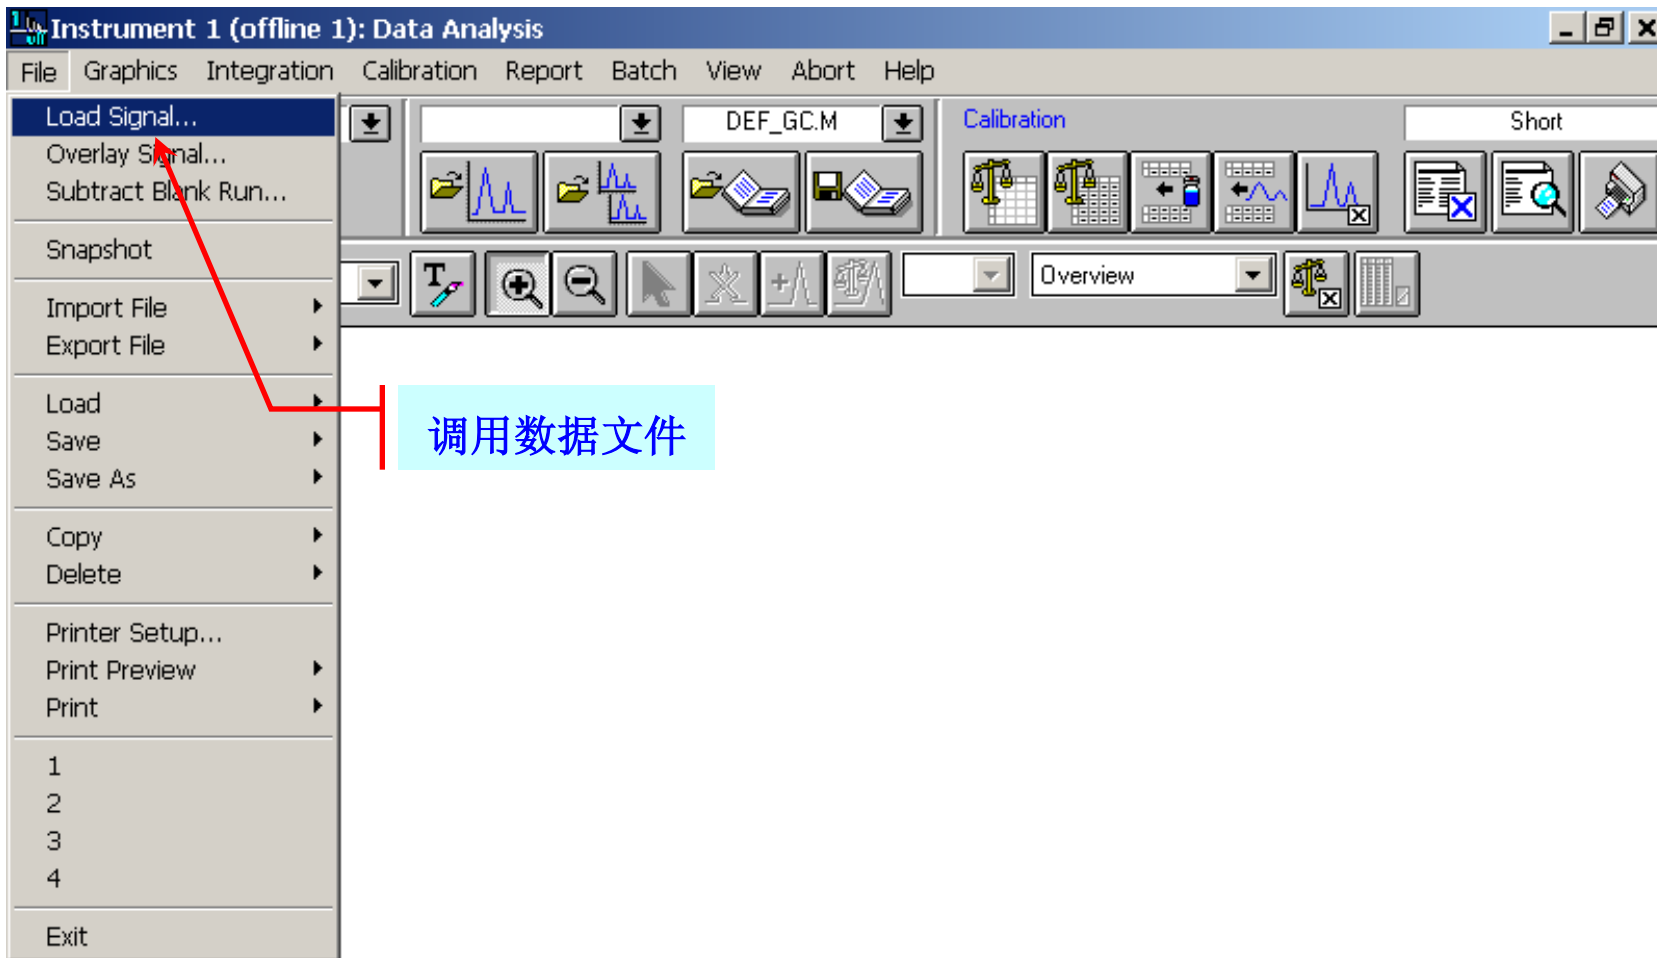 Instrument 1 (offline 1): Data Analysis
File Graphics Integration Calibration Report Batch View Abort Help
Load Signal...
Overlay Signal...
Subtract Blank Run...
Snapshot
Import File
Export File
Load
Save
Save As
Copy
Delete
Printer Setup...
Print Preview
Print
1
2
3
4
Exit
DEF_GC.M
Calibration
Short
Overview
调用数据文件